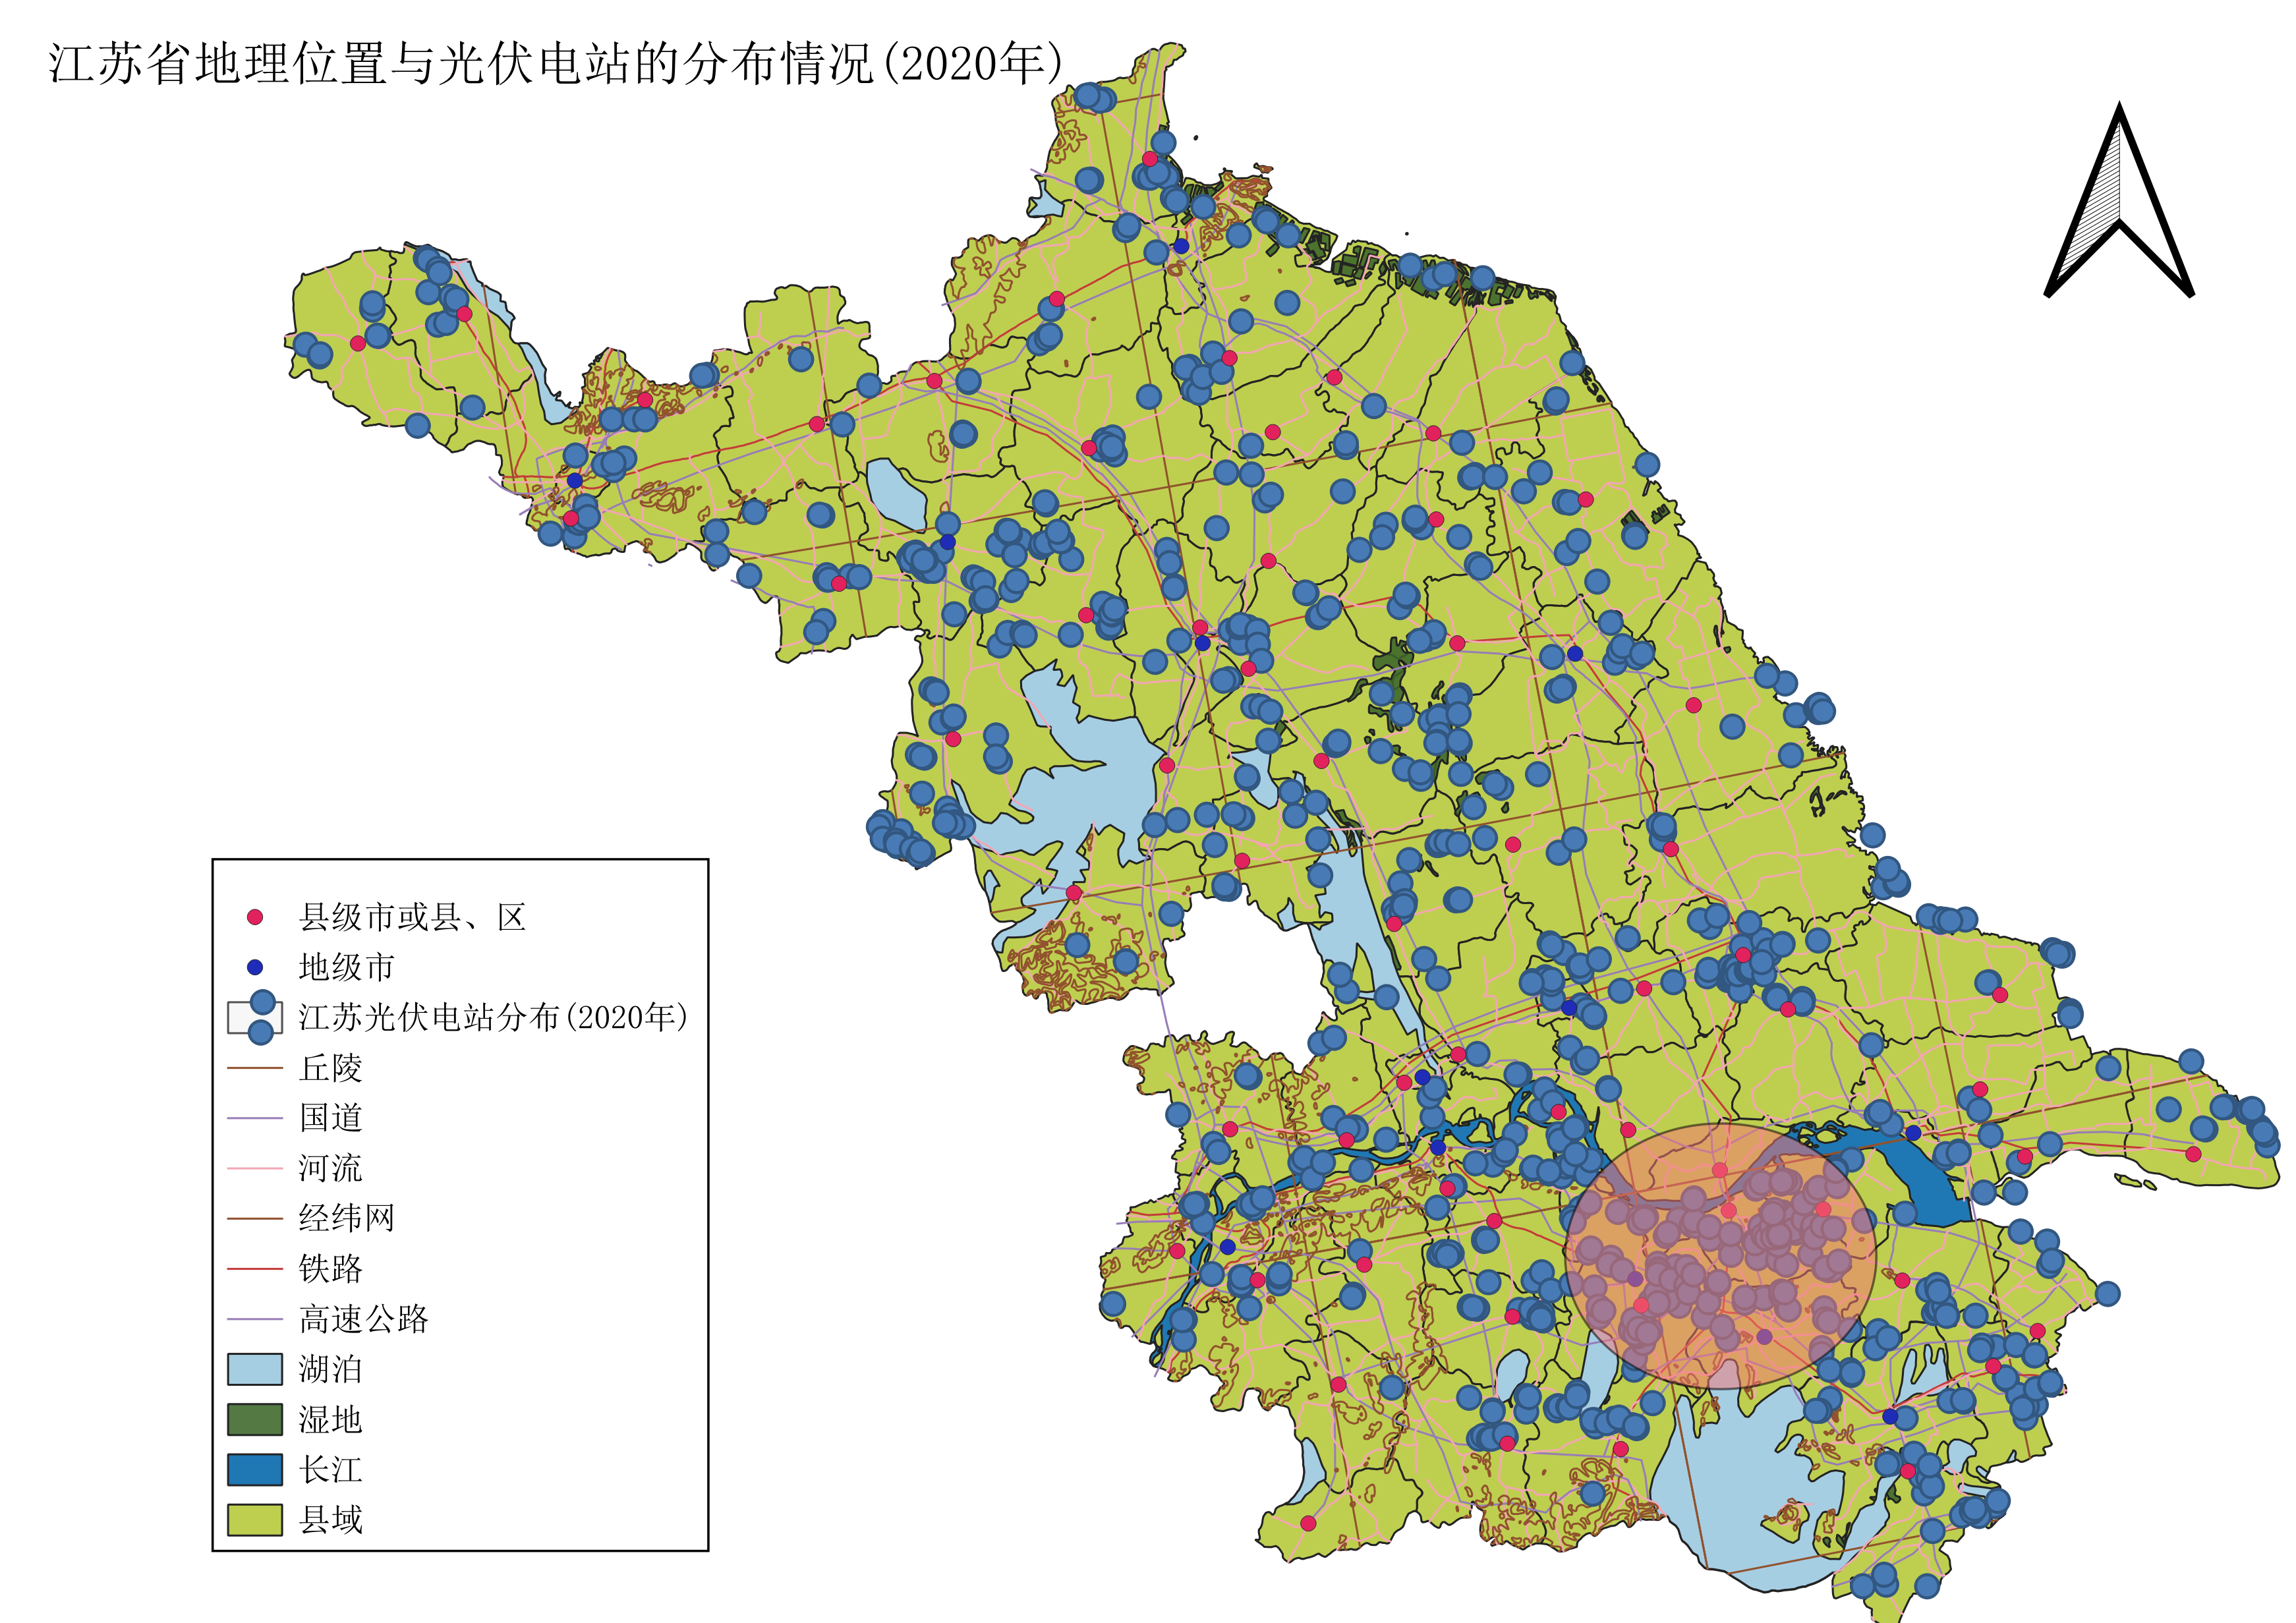 江苏省地理位置与光伏电站的分布情况(2020年)
县级市或县、区
地级市
江苏光伏电站分布(2020年)
丘陵
国道
河流
经纬网
铁路
高速公路
湖泊
湿地
长江
县域